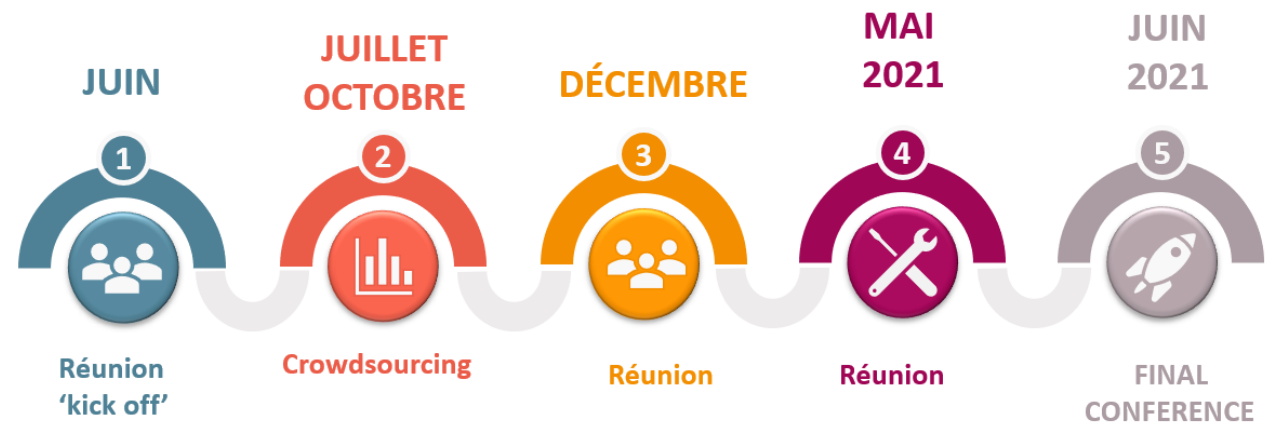 JUIN
JUILLET
OCTOBRE
DÉCEMBRE
MAI
2021
JUIN
2021
1
2
3
4
5
Réunion
‘kick off’
Crowdsourcing
Réunion
Réunion
FINAL
CONFERENCE